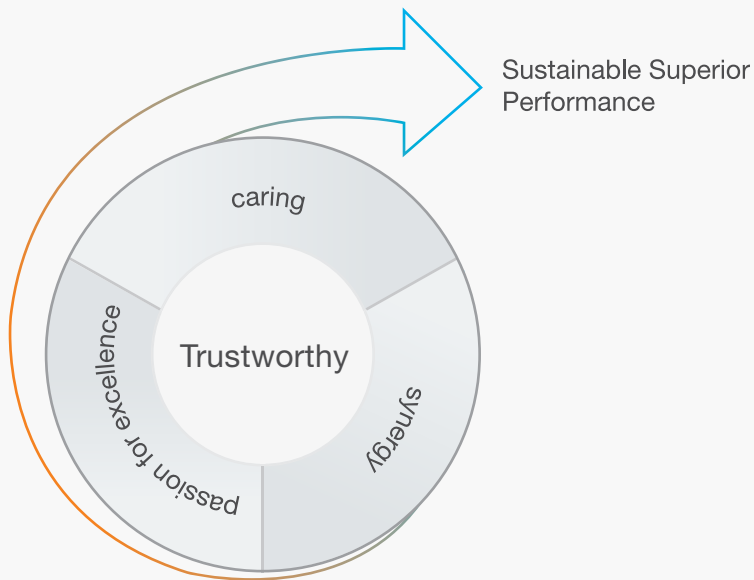 Sustainable Superior
Performance
caring
Trustworthy
passion for excellence
synergy